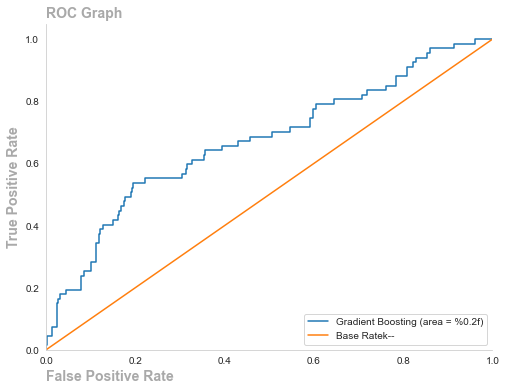 ROC Graph
1.0
0.8
0.6
0.4
0.2
0.0
True Positive Rate
Gradient Boosting (area = %0.2f)
Base Ratek--
0.0 0.2 0.4 0.6 0.8 1.0
False Positive Rate